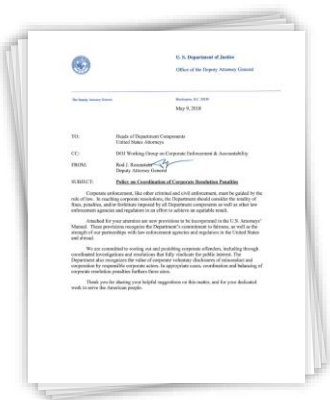 U. S. Department of Justice
Office of the Deputy Attorney General
The Deputy Attorney General
Washington, D.C. 20530
May 9, 2018
TO: Heads of Department Components
United States Attorneys
CC: DOJ Working Group on Corporate Enforcement & Accountability
FROM: Rod J. Rosenstein
Deputy Attorney General
SUBJECT: Policy on Coordination of Corporate Resolution Penalties
Corporate enforcement, like other criminal and civil enforcement, must be guided by the
rule of law. In reaching corporate resolutions, the Department should consider the totality of
fines, penalties, and/or forfeiture imposed by all Department components as well as other law
enforcement agencies and regulators in an effort to achieve an equitable result.
Attached for your attention are new provisions to be incorporated in the U.S. Attorneys'
Manual. These provisions recognize the Department's commitment to fairness, as well as the
strength of our partnerships with law enforcement agencies and regulators in the United States
and abroad.
We are committed to rooting out and punishing corporate offenders, including through
coordinated investigations and resolutions that fully vindicate the public interest. The
Department also recognizes the value of corporate voluntary disclosures of misconduct and
cooperation by responsible corporate actors. In appropriate cases, coordination and balancing of
corporate resolution penalties furthers those aims.
Thank you for sharing your helpful suggestions on this matter, and for your dedicated
work to serve the American people.